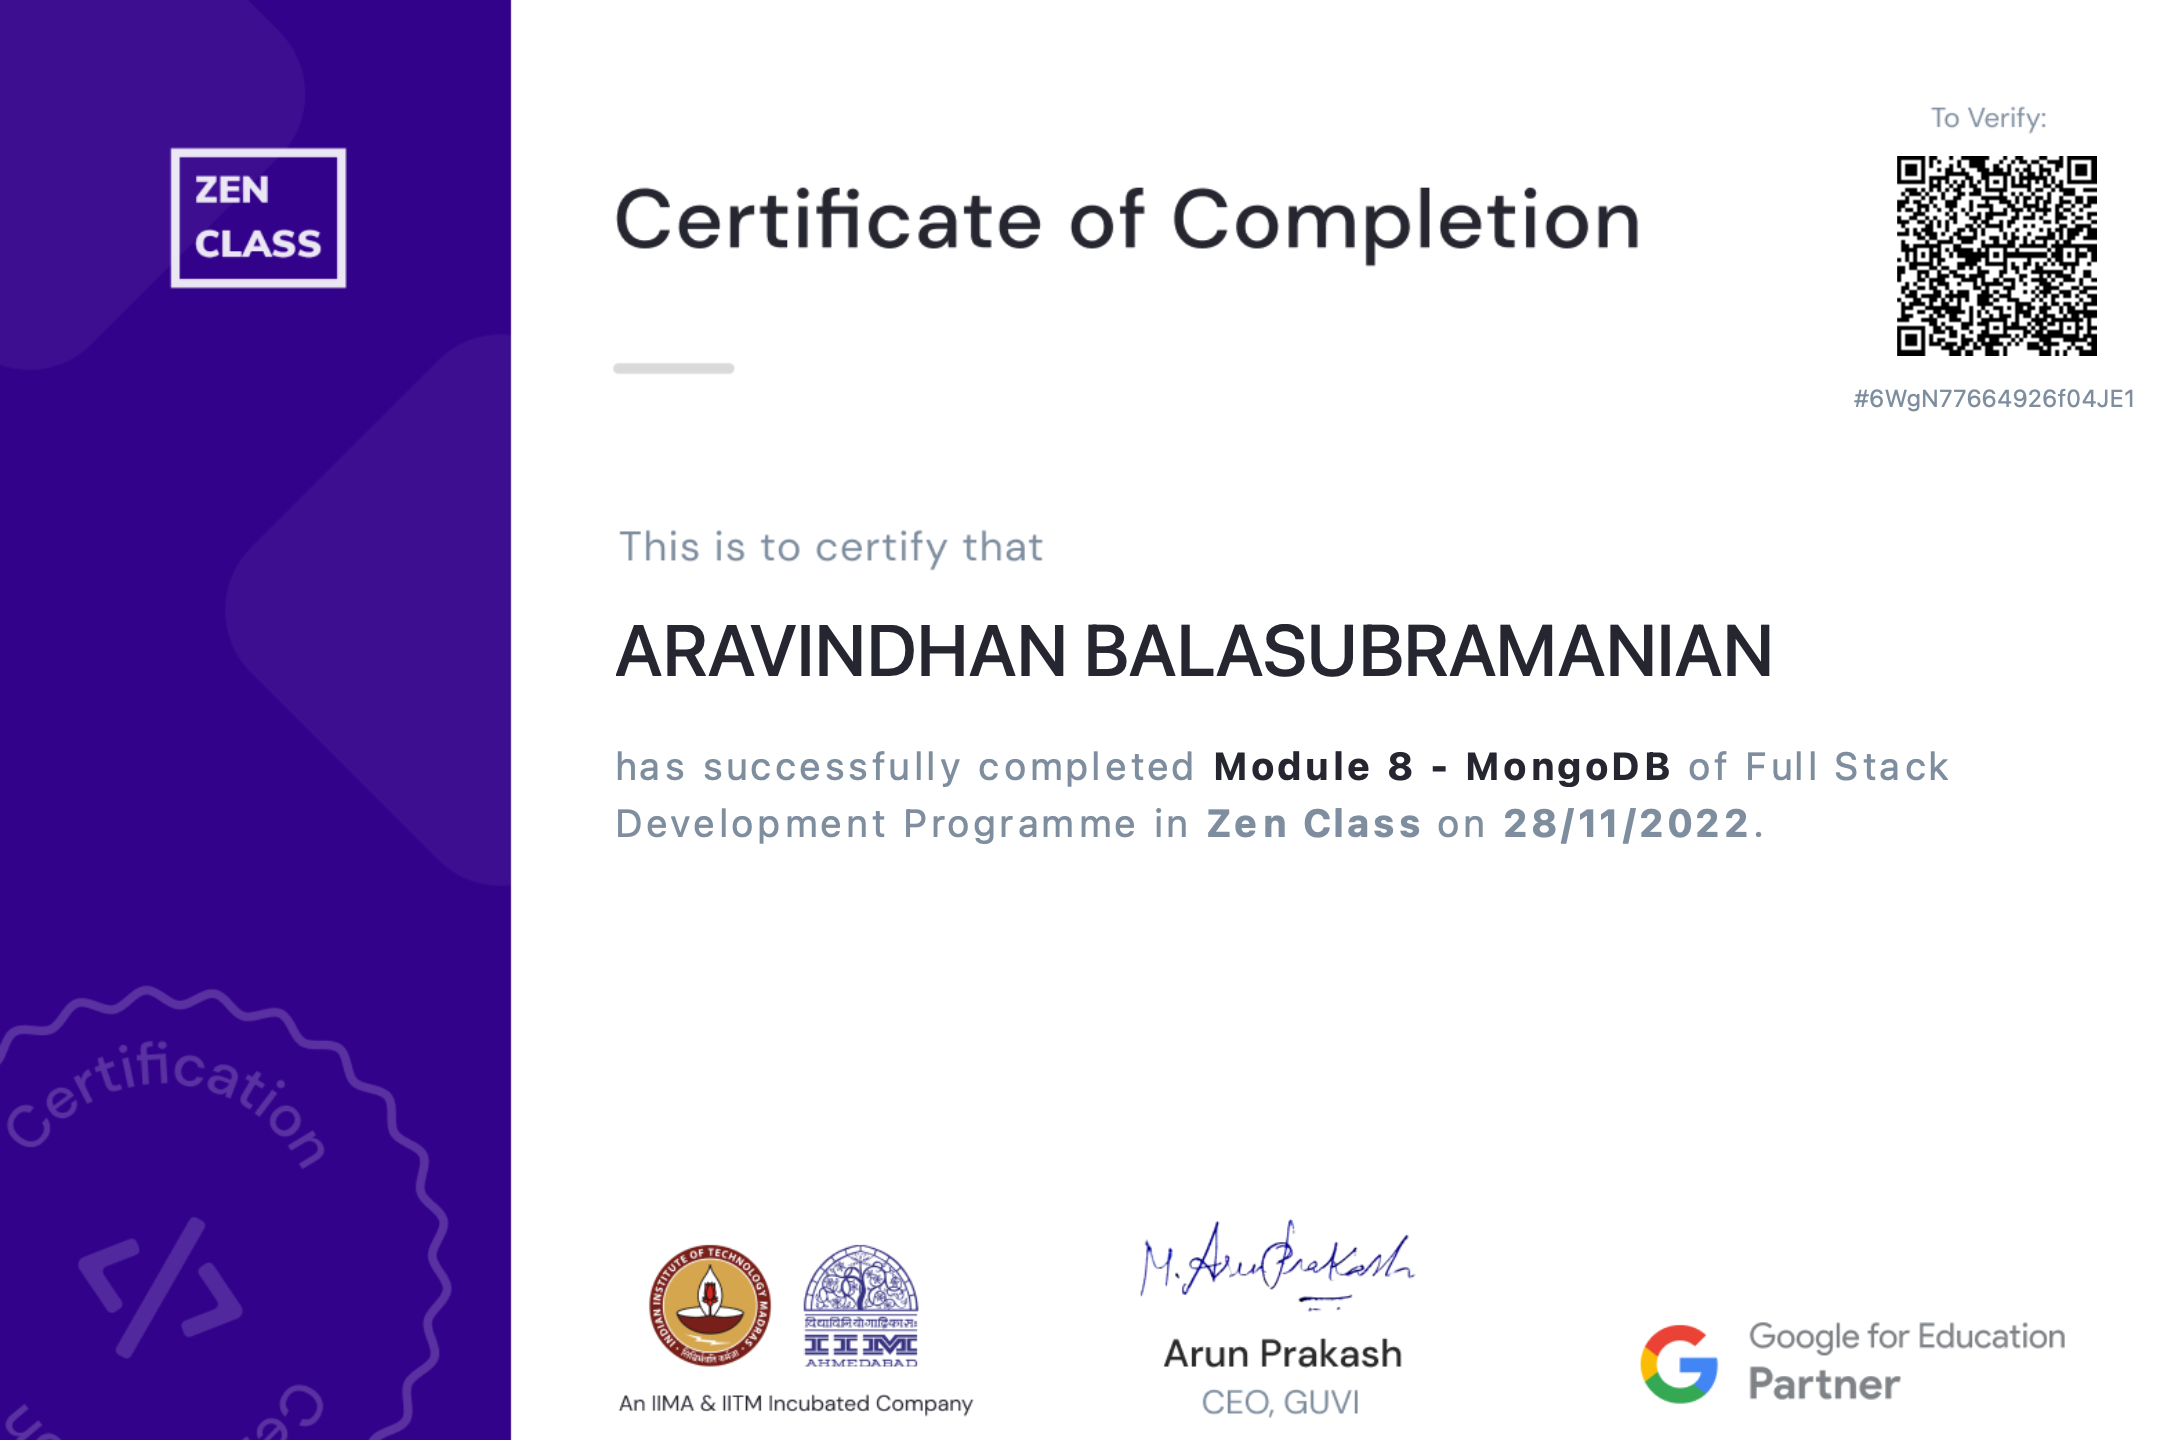 ZEN
CLASS
Certificate of Completion
To Verify:
#6WgN77664926f04JE1
This is to certify that
ARAVINDHAN BALASUBRAMANIAN
has successfully completed Module 8 - MongoDB of Full Stack
Development Programme in Zen Class on 28/11/2022.
Certification
</>
INDIAN INSTITUTE OF TECHNOLOGY MADRAS
IIM
AHMEDABAD
An IIMA & IITM Incubated Company
M. Arun Prakash
Arun Prakash
CEO, GUVI
Google for Education
Partner